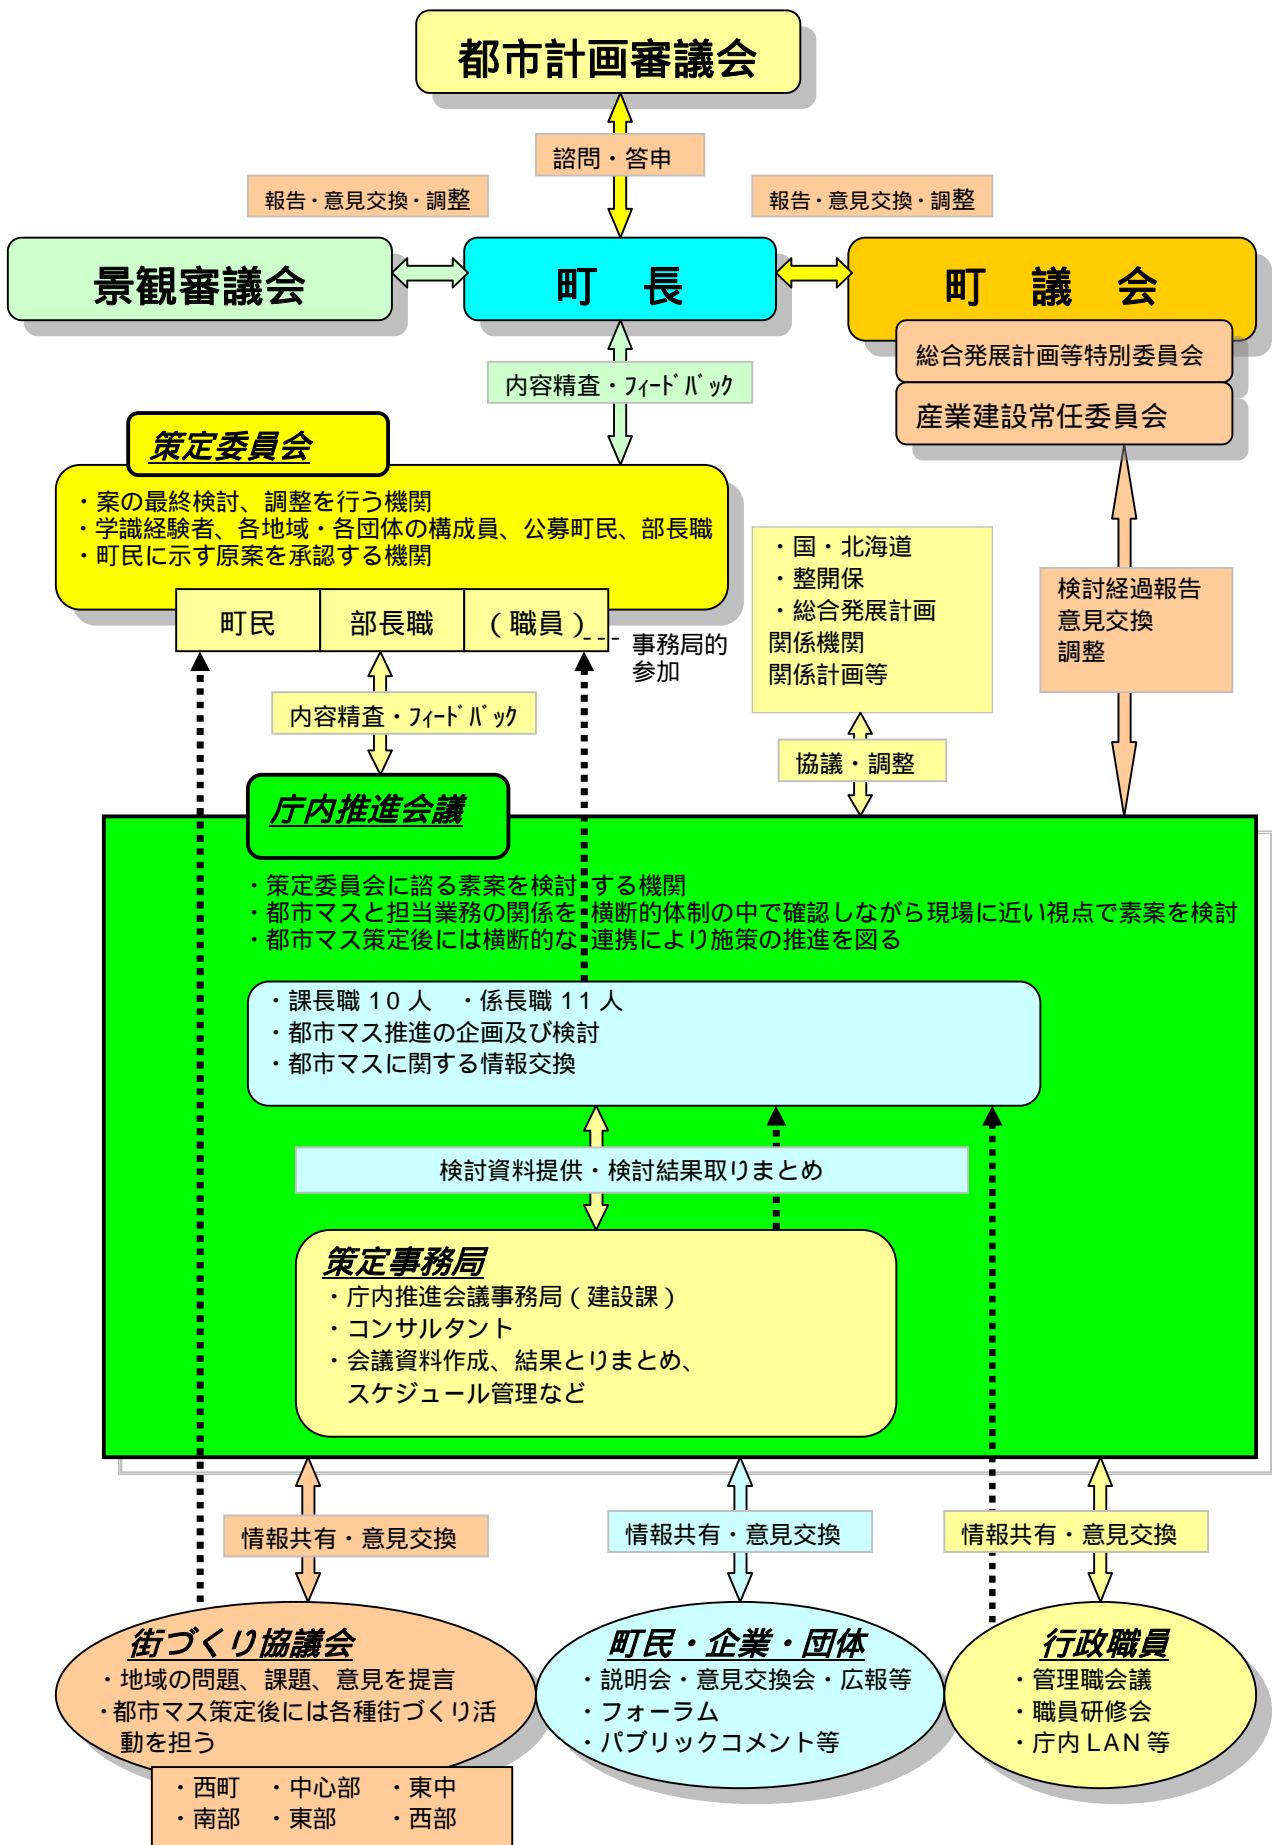 都市計画審議会
諮問・答申
報告・意見交換・調整
報告・意見交換・調整
景観審議会
町　長
町　議　会
総合発展計画等特別委員会
産業建設常任委員会
内容精査・ﾌｨｰﾄﾞﾊﾞｯｸ
策定委員会
・案の最終検討、調整を行う機関
・学識経験者、各地域・各団体の構成員、公募町民、部長職
・町民に示す原案を承認する機関
町民
部長職
（職員）
事務局的
参加
・国・北海道
・整開保
・総合発展計画
関係機関
関係計画等
検討経過報告
意見交換
調整
内容精査・ﾌｨｰﾄﾞﾊﾞｯｸ
協議・調整
庁内推進会議
・策定委員会に諮る素案を検討する機関
・都市マスと担当業務の関係を横断的体制の中で確認しながら現場に近い視点で素案を検討
・都市マス策定後には横断的な連携により施策の推進を図る
・課長職 10 人　・係長職 11 人
・都市マス推進の企画及び検討
・都市マスに関する情報交換
検討資料提供・検討結果取りまとめ
策定事務局
・庁内推進会議事務局（建設課）
・コンサルタント
・会議資料作成、結果とりまとめ、
スケジュール管理など
情報共有・意見交換
情報共有・意見交換
情報共有・意見交換
街づくり協議会
・地域の問題、課題、意見を提言
・都市マス策定後には各種街づくり活
動を担う
・西町　・中心部　・東中
・南部　・東部　・西部
町民・企業・団体
・説明会・意見交換会・広報等
・フォーラム
・パブリックコメント等
行政職員
・管理職会議
・職員研修会
・庁内 LAN 等